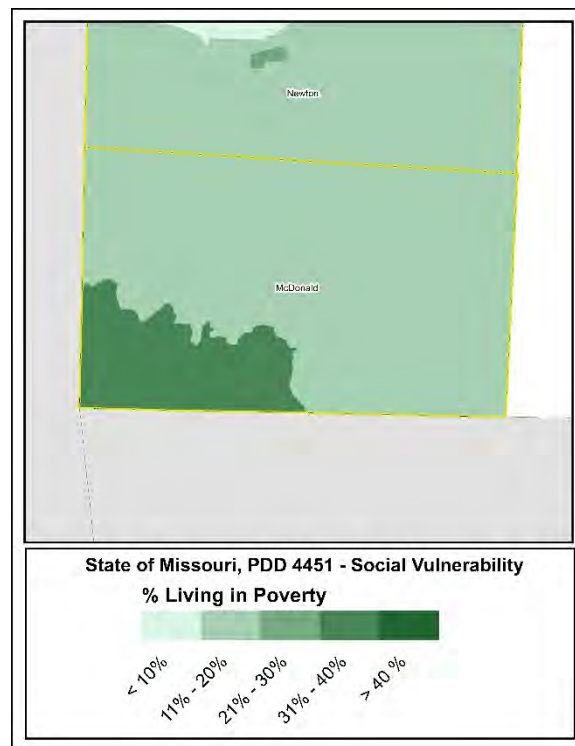 Newton
McDonald
State of Missouri, PDD 4451 - Social Vulnerability
% Living in Poverty
< 10%
11% - 20%
21% - 30%
31% - 40%
> 40 %